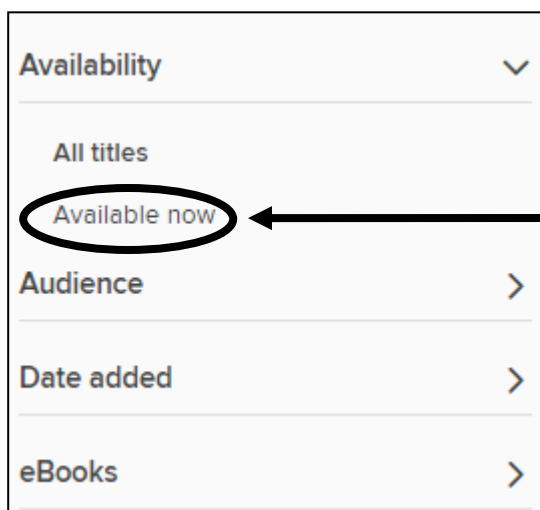 Availability
All titles
Available now
Audience
Date added
eBooks